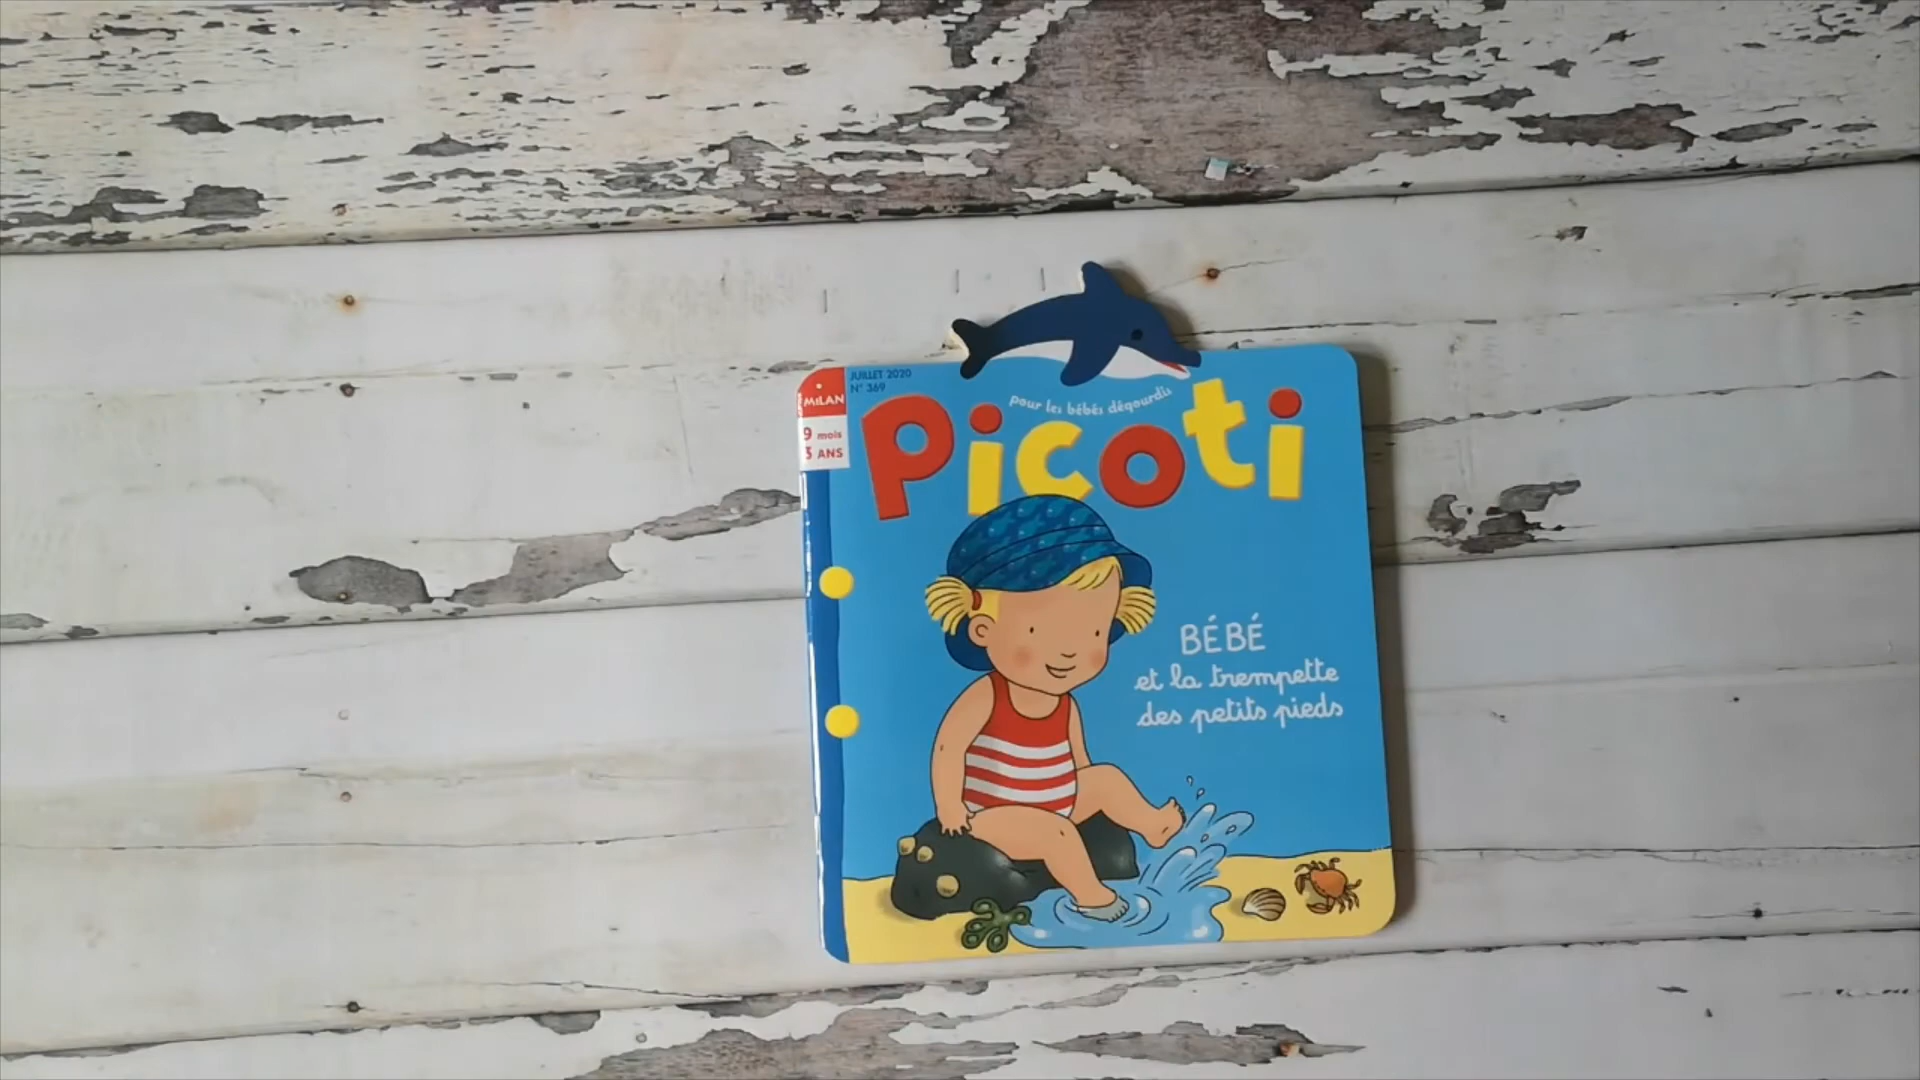 JUILLET 2020
N° 369
MILAN
9 mois
3 ANS
pour les bébés dégourdis
Picoti
BÉBÉ
et la trempette
des petits pieds